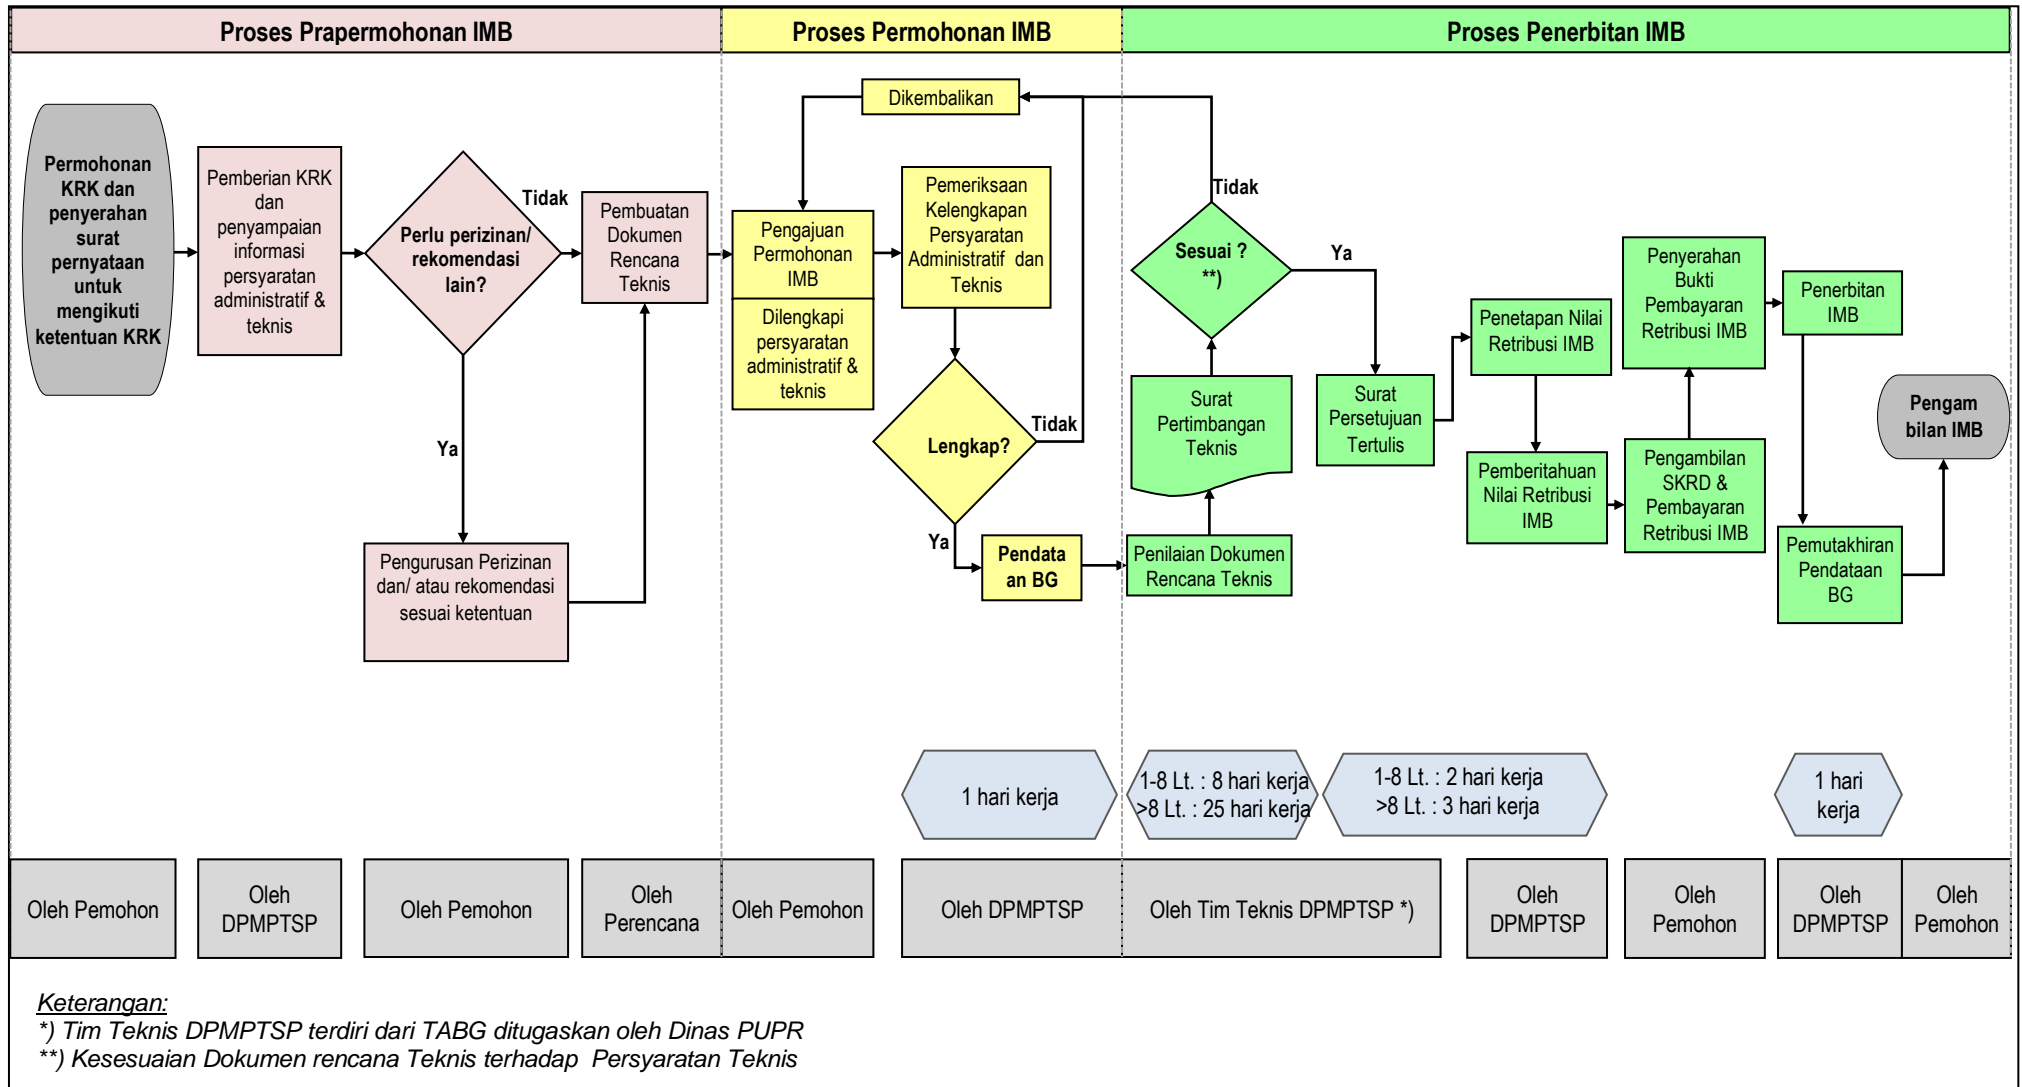 Proses Prapermohonan IMB
Proses Permohonan IMB
Proses Penerbitan IMB
Permohonan
KRK dan
penyerahan
surat
pernyataan
untuk
mengikuti
ketentuan KRK
Pemberian KRK
dan
penyampaian
informasi
persyaratan
administratif &
teknis
Perlu perizinan/
rekomendasi
lain?
Tidak
Ya
Pembuatan
Dokumen
Rencana
Teknis
Pengurusan Perizinan
dan/ atau rekomendasi
sesuai ketentuan
Dikembalikan
Pengajuan
Permohonan
IMB
Dilengkapi
persyaratan
administratif &
teknis
Pemeriksaan
Kelengkapan
Persyaratan
Administratif dan
Teknis
Lengkap?
Tidak
Ya
Pendata
an BG
Penilaian Dokumen
Rencana Teknis
Surat
Pertimbangan
Teknis
Sesuai ?
**)
Tidak
Ya
Surat
Persetujuan
Tertulis
Penetapan Nilai
Retribusi IMB
Pemberitahuan
Nilai Retribusi
IMB
Pengambilan
SKRD &
Pembayaran
Retribusi IMB
Penyerahan
Bukti
Pembayaran
Retribusi IMB
Penerbitan
IMB
Pemutakhiran
Pendataan
BG
Pengam
bilan IMB
1 hari kerja
1-8 Lt. : 8 hari kerja
>8 Lt. : 25 hari kerja
1-8 Lt. : 2 hari kerja
>8 Lt. : 3 hari kerja
1 hari
kerja
Oleh Pemohon
Oleh
DPMPTSP
Oleh Pemohon
Oleh
Perencana
Oleh Pemohon
Oleh DPMPTSP
Oleh Tim Teknis DPMPTSP *)
Oleh
DPMPTSP
Oleh
Pemohon
Oleh
DPMPTSP
Oleh
Pemohon
Keterangan:
*) Tim Teknis DPMPTSP terdiri dari TABG ditugaskan oleh Dinas PUPR
**) Kesesuaian Dokumen rencana Teknis terhadap Persyaratan Teknis